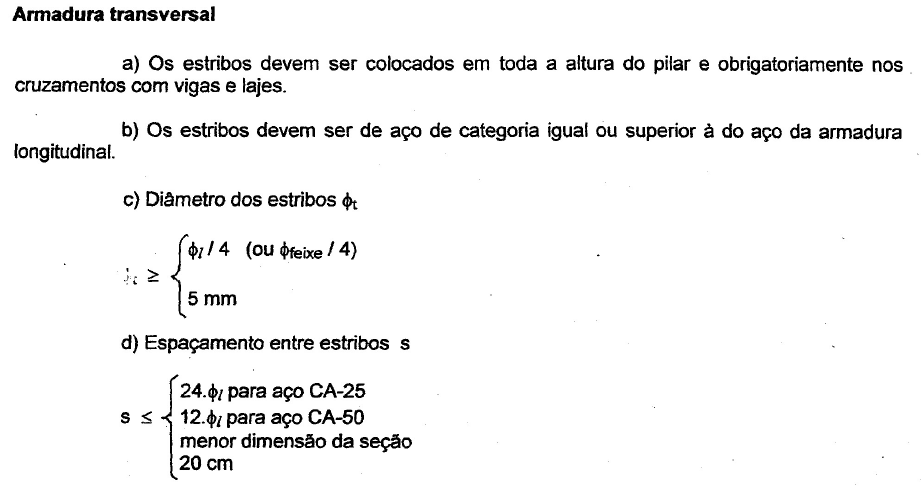 Armadura transversal
a) Os estribos devem ser colocados em toda a altura do pilar e obrigatoriamente nos
cruzamentos com vigas e lajes.
b) Os estribos devem ser de aço de categoria igual ou superior à do aço da armadura
longitudinal.
c) Diâmetro dos estribos ϕt
ϕl / 4 (ou ϕfeixe / 4)
≥
5 mm
d) Espaçamento entre estribos s
24.ϕl para aço CA-25
s ≤ 12.ϕl para aço CA-50
menor dimensão da seção
20 cm